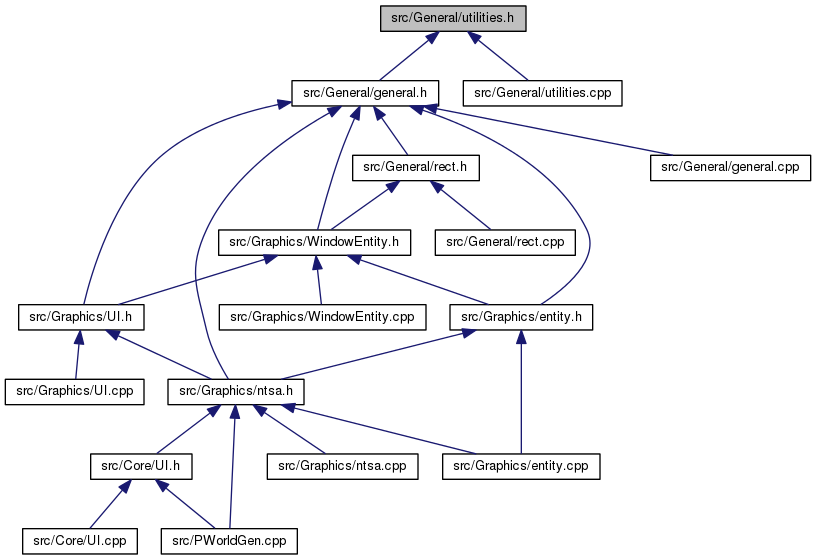 src/General/utilities.h
src/General/general.h
src/General/utilities.cpp
src/General/rect.h
src/General/general.cpp
src/Graphics/WindowEntity.h
src/General/rect.cpp
src/Graphics/UI.h
src/Graphics/WindowEntity.cpp
src/Graphics/entity.h
src/Graphics/UI.cpp
src/Graphics/ntsa.h
src/Core/UI.h
src/Graphics/ntsa.cpp
src/Graphics/entity.cpp
src/Core/UI.cpp
src/PWorldGen.cpp